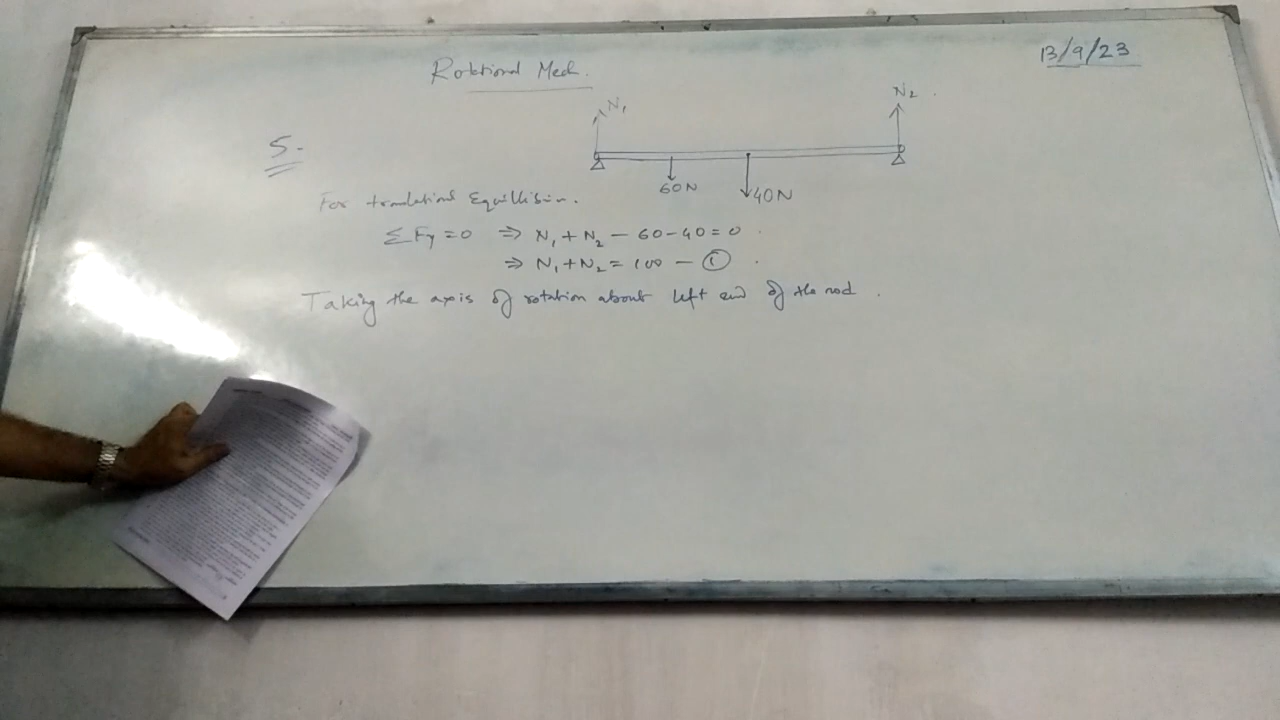 Rotational Mech.
13/9/23
5.
N₁
N₂
60N
40N
For translational Equillibium.
ΣFy = 0 ⇒ N₁ + N₂ - 60 - 40 = 0
⇒ N₁ + N₂ = 100 - ①
Taking the axis of rotation about left end of the rod.